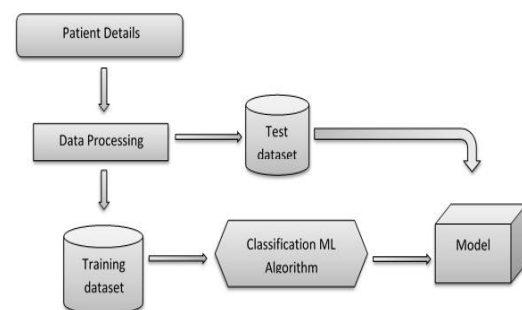 Patient Details
Data Processing
Test
dataset
Training
dataset
Classification ML
Algorithm
Model